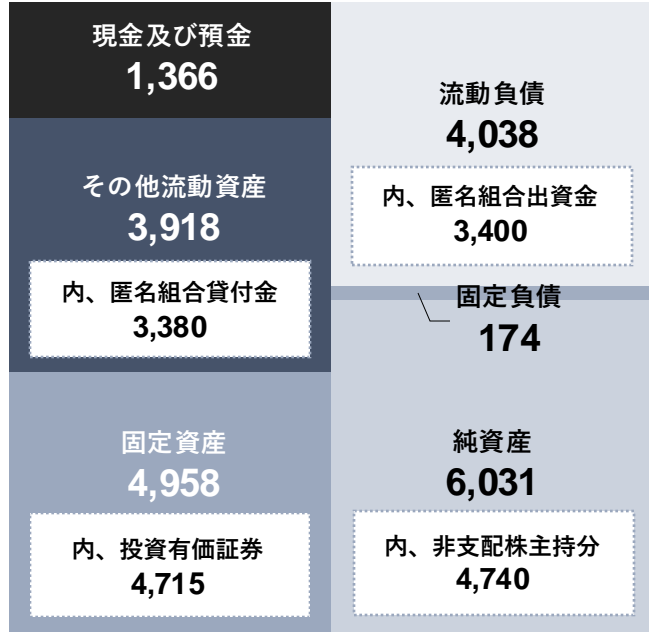 現金及び預金
1,366
その他流動資産
3,918
内、匿名組合貸付金
3,380
固定資産
4,958
内、投資有価証券
4,715
流動負債
4,038
内、匿名組合出資金
3,400
固定負債
174
純資産
6,031
内、非支配株主持分
4,740